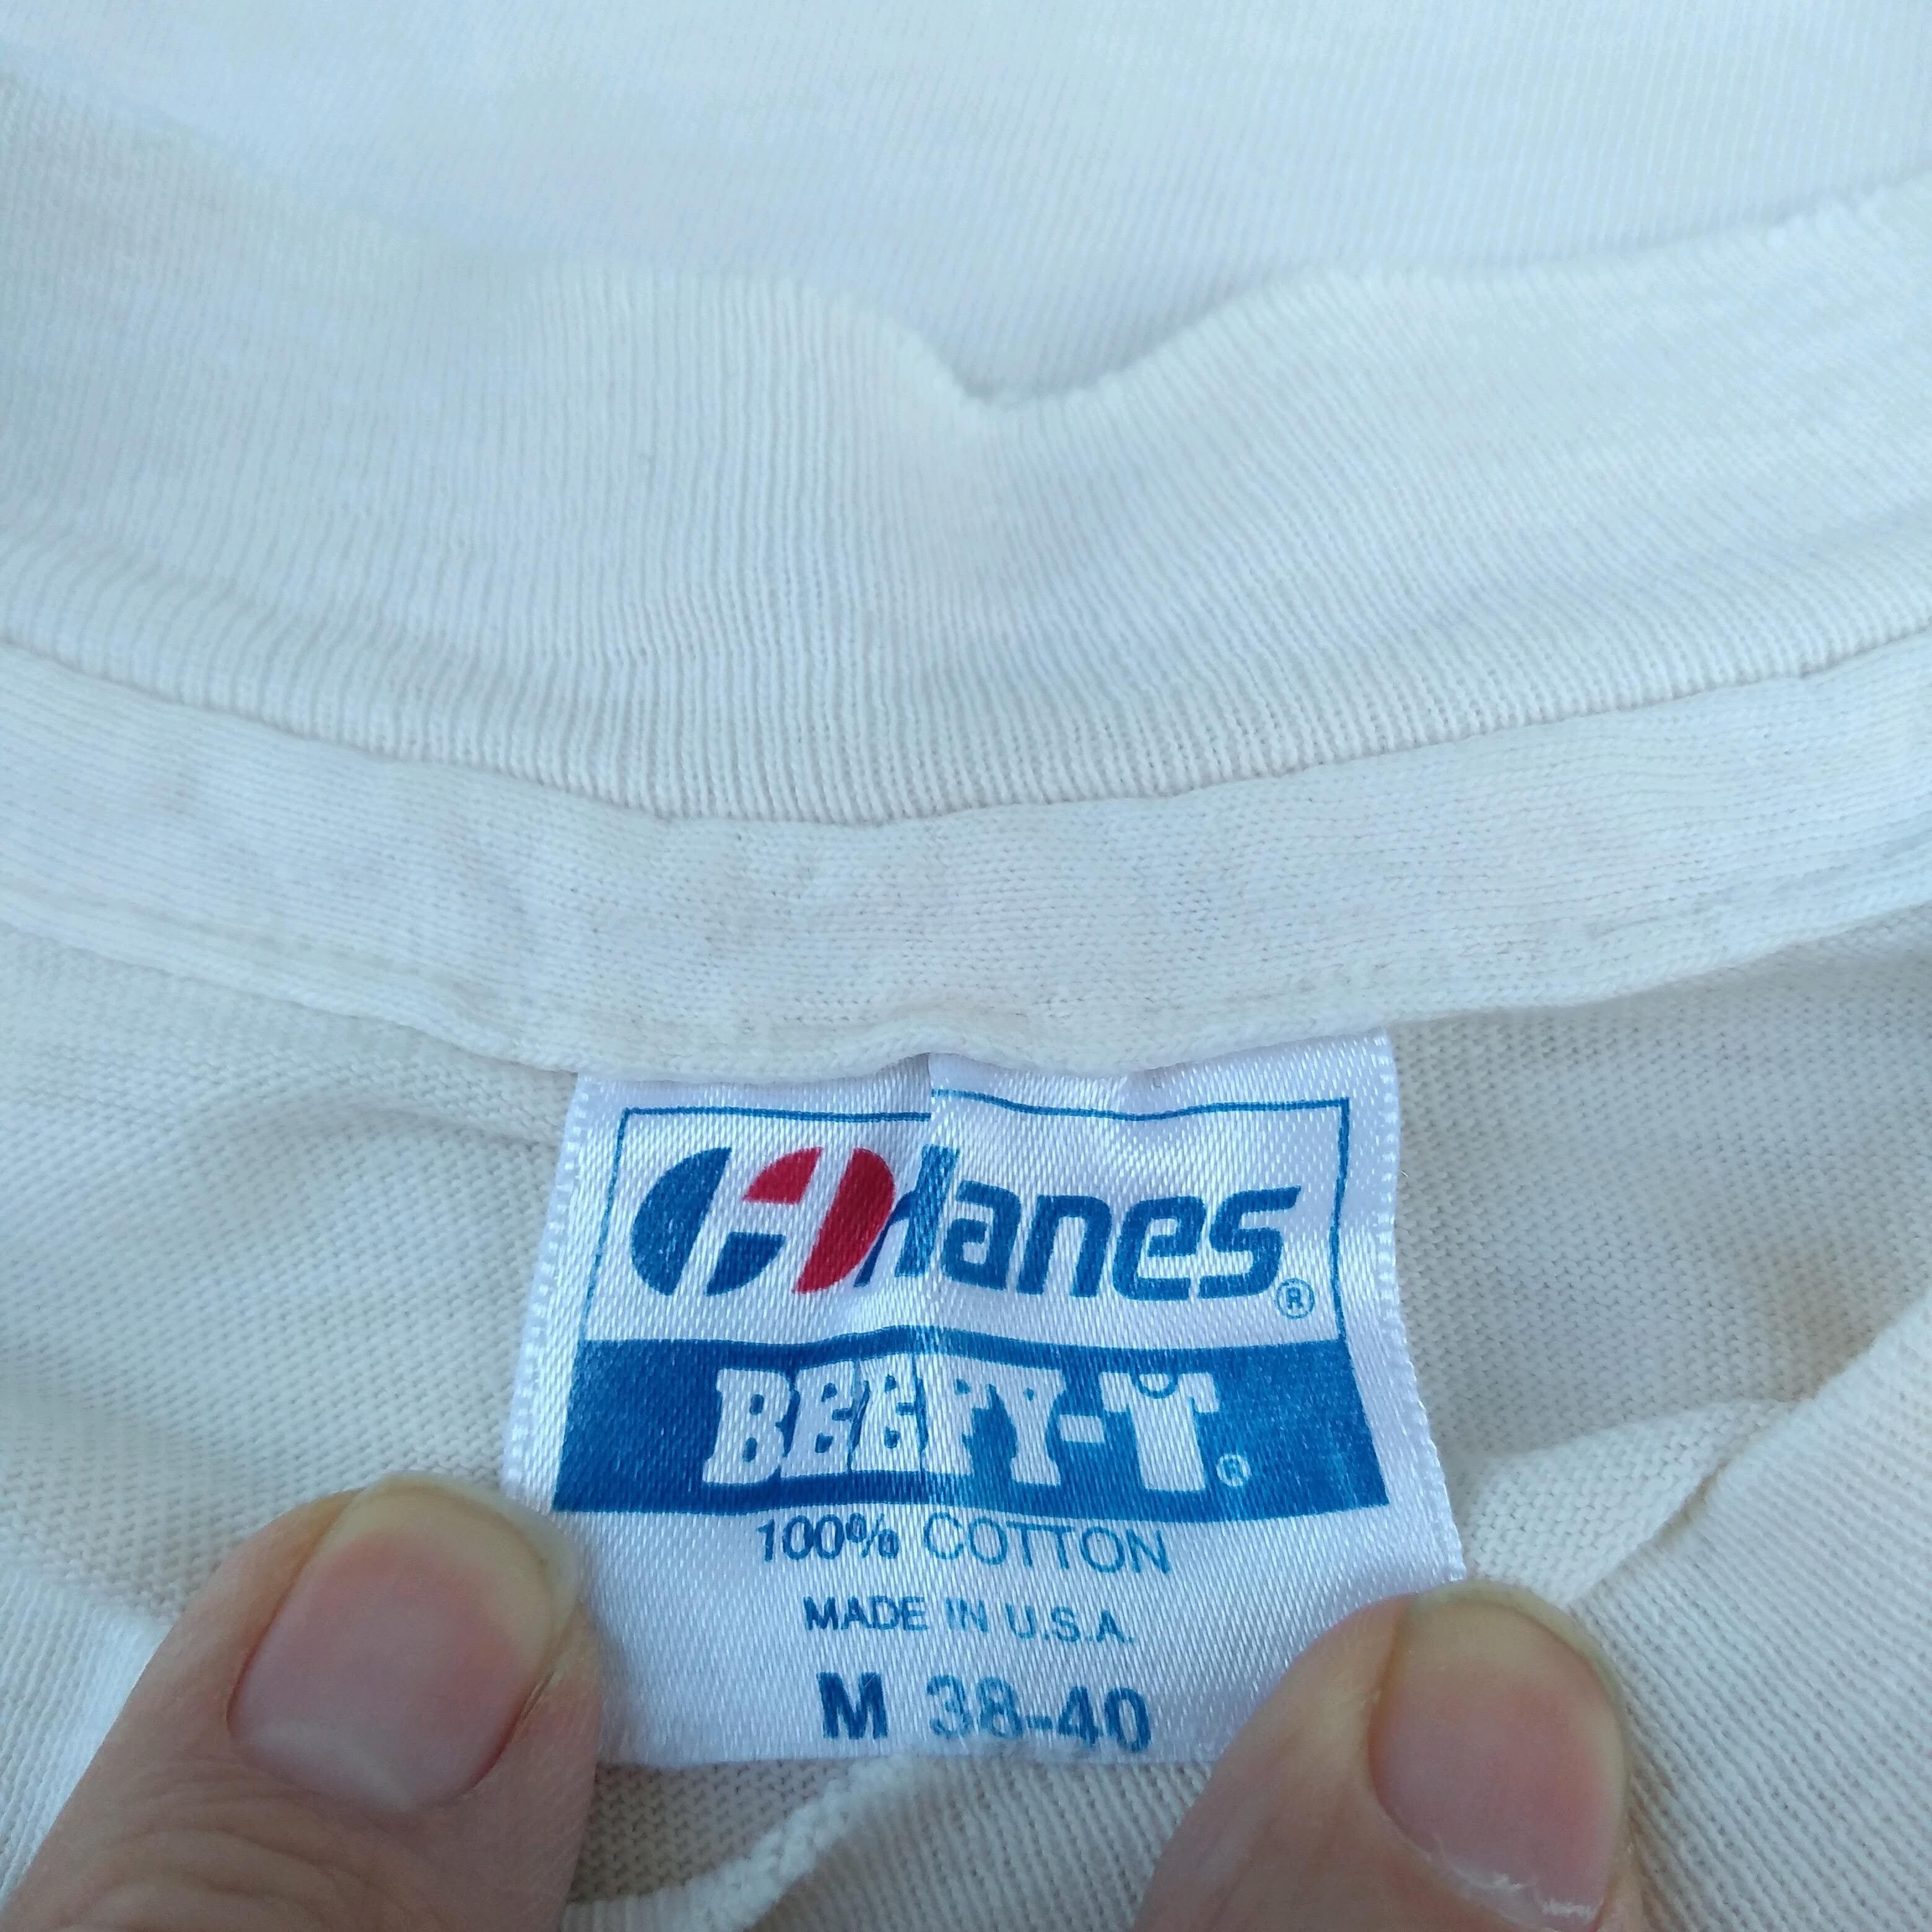 Hanes®
BEEFY-T®
100% COTTON
MADE IN U.S.A.
M 38-40